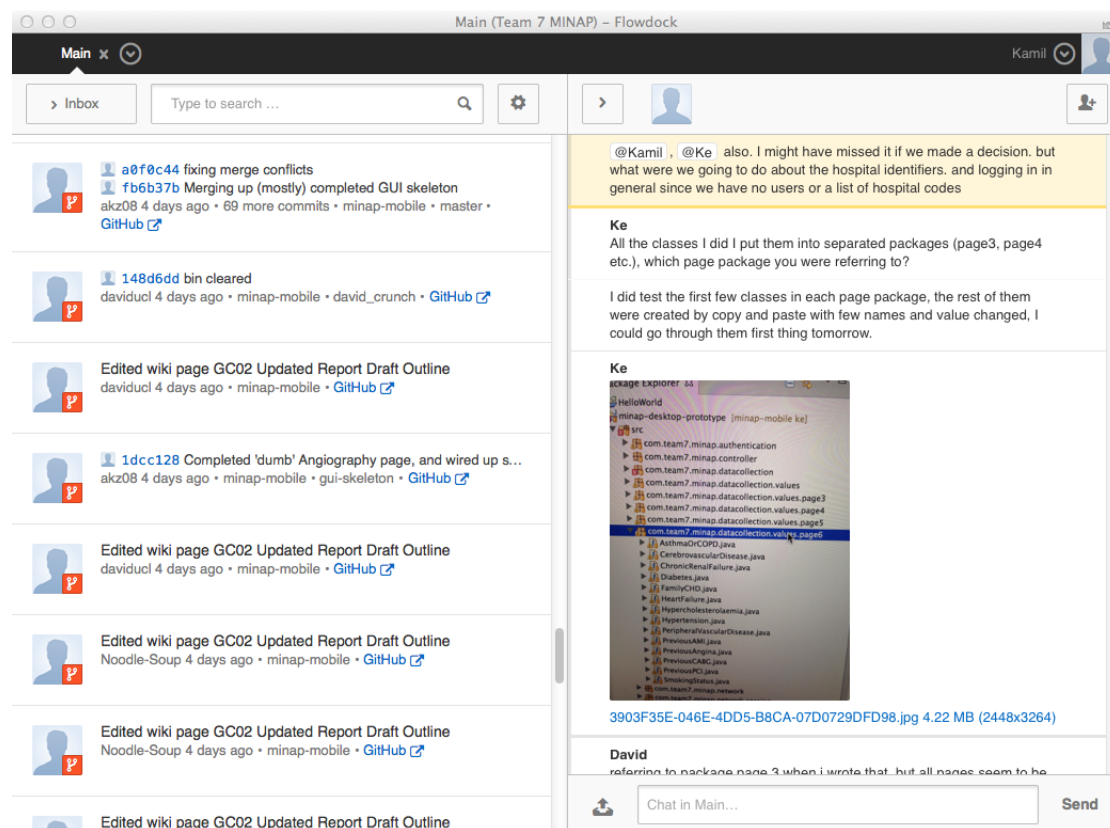 Main (Team 7 MINAP) – Flowdock
Main
Kamil
Inbox
Type to search ...
a0f0c44 fixing merge conflicts
fb6b37b Merging up (mostly) completed GUI skeleton
akz08 4 days ago • 69 more commits • minap-mobile • master •
GitHub
148d6dd bin cleared
daviducl 4 days ago • minap-mobile • david_crunch • GitHub
Edited wiki page GC02 Updated Report Draft Outline
daviducl 4 days ago • minap-mobile • GitHub
1dcc128 Completed 'dumb' Angiography page, and wired up s...
akz08 4 days ago • minap-mobile • gui-skeleton • GitHub
Edited wiki page GC02 Updated Report Draft Outline
daviducl 4 days ago • minap-mobile • GitHub
Edited wiki page GC02 Updated Report Draft Outline
Noodle-Soup 4 days ago • minap-mobile • GitHub
Edited wiki page GC02 Updated Report Draft Outline
Noodle-Soup 4 days ago • minap-mobile • GitHub
Edited wiki page GC02 Updated Report Draft Outline
@Kamil , @Ke also. I might have missed it if we made a decision. but
what were we going to do about the hospital identifiers. and logging in in
general since we have no users or a list of hospital codes
Ke
All the classes I did I put them into separated packages (page3, page4
etc.), which page package you were referring to?
I did test the first few classes in each page package, the rest of them
were created by copy and paste with few names and value changed, I
could go through them first thing tomorrow.
Ke
ackage Explorer
HelloWorld
minap-desktop-prototype [minap-mobile ke]
src
com.team7.minap.authentication
com.team7.minap.controller
com.team7.minap.datacollection
com.team7.minap.datacollection.values
com.team7.minap.datacollection.values.page3
com.team7.minap.datacollection.values.page4
com.team7.minap.datacollection.values.page5
com.team7.minap.datacollection.values.page6
AsthmaOrCOPD.java
CerebrovascularDisease.java
ChronicRenalFailure.java
Diabetes.java
FamilyCHD.java
HeartFailure.java
Hypercholesterolaemia.java
Hypertension.java
PeripheralVascularDisease.java
PreviousAMI.java
PreviousAngina.java
PreviousCABG.java
PreviousPCI.java
SmokingStatus.java
com.team7.minap.network
3903F35E-046E-4DD5-B8CA-07D0729DFD98.jpg 4.22 MB (2448x3264)
David
referring to package page 3 when i wrote that, but all pages seem to be
Chat in Main...
Send